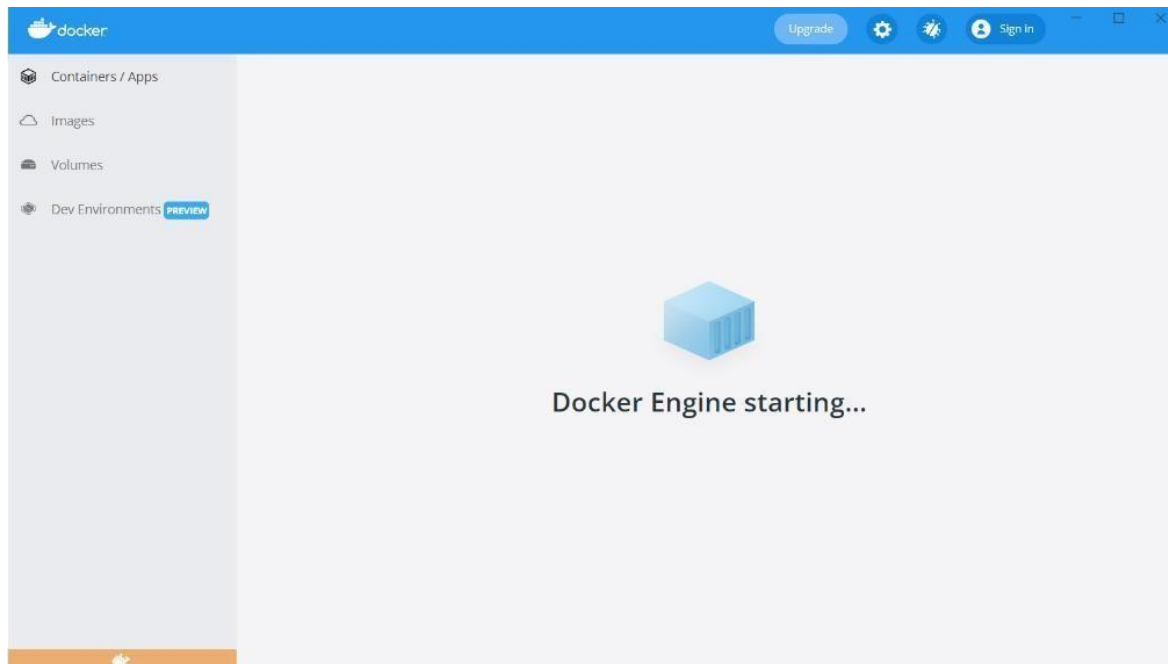 docker
Upgrade
Sign in
Containers / Apps
Images
Volumes
Dev Environments PREVIEW
Docker Engine starting...